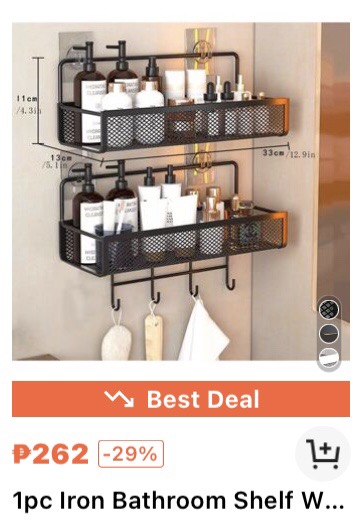 11cm
/4.3in
13cm
/5.1in
33cm/12.9in
Best Deal
₱262 -29%
1pc Iron Bathroom Shelf W...